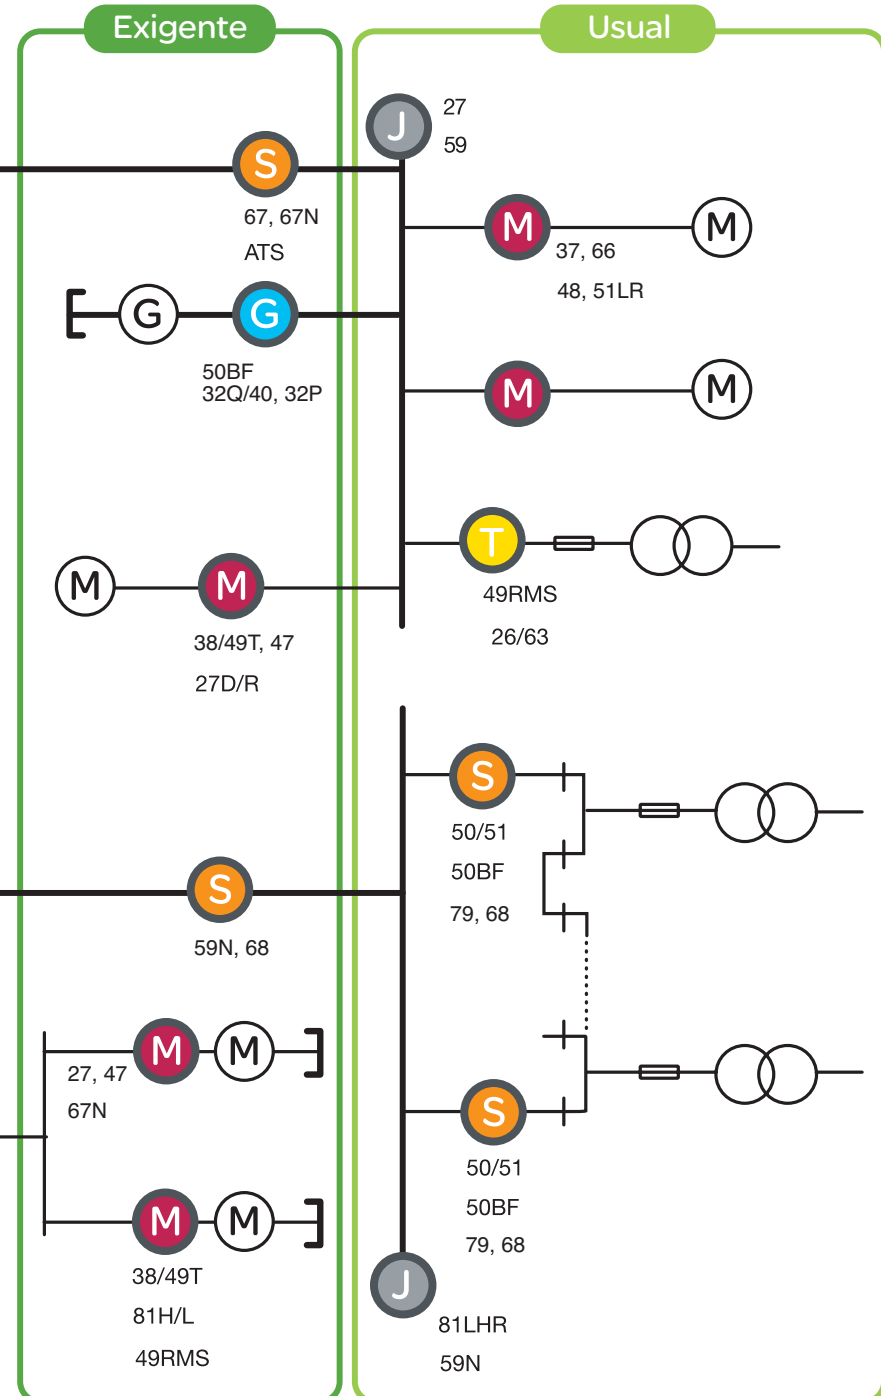 Exigente
Usual
S
67, 67N
ATS
G
G
50BF
32Q/40, 32P
M
M
38/49T, 47
27D/R
S
59N, 68
M
M
27, 47
67N
M
M
38/49T
81H/L
49RMS
J
27
59
M
M
37, 66
48, 51LR
M
M
T
49RMS
26/63
S
50/51
50BF
79, 68
S
50/51
50BF
79, 68
J
81LHR
59N